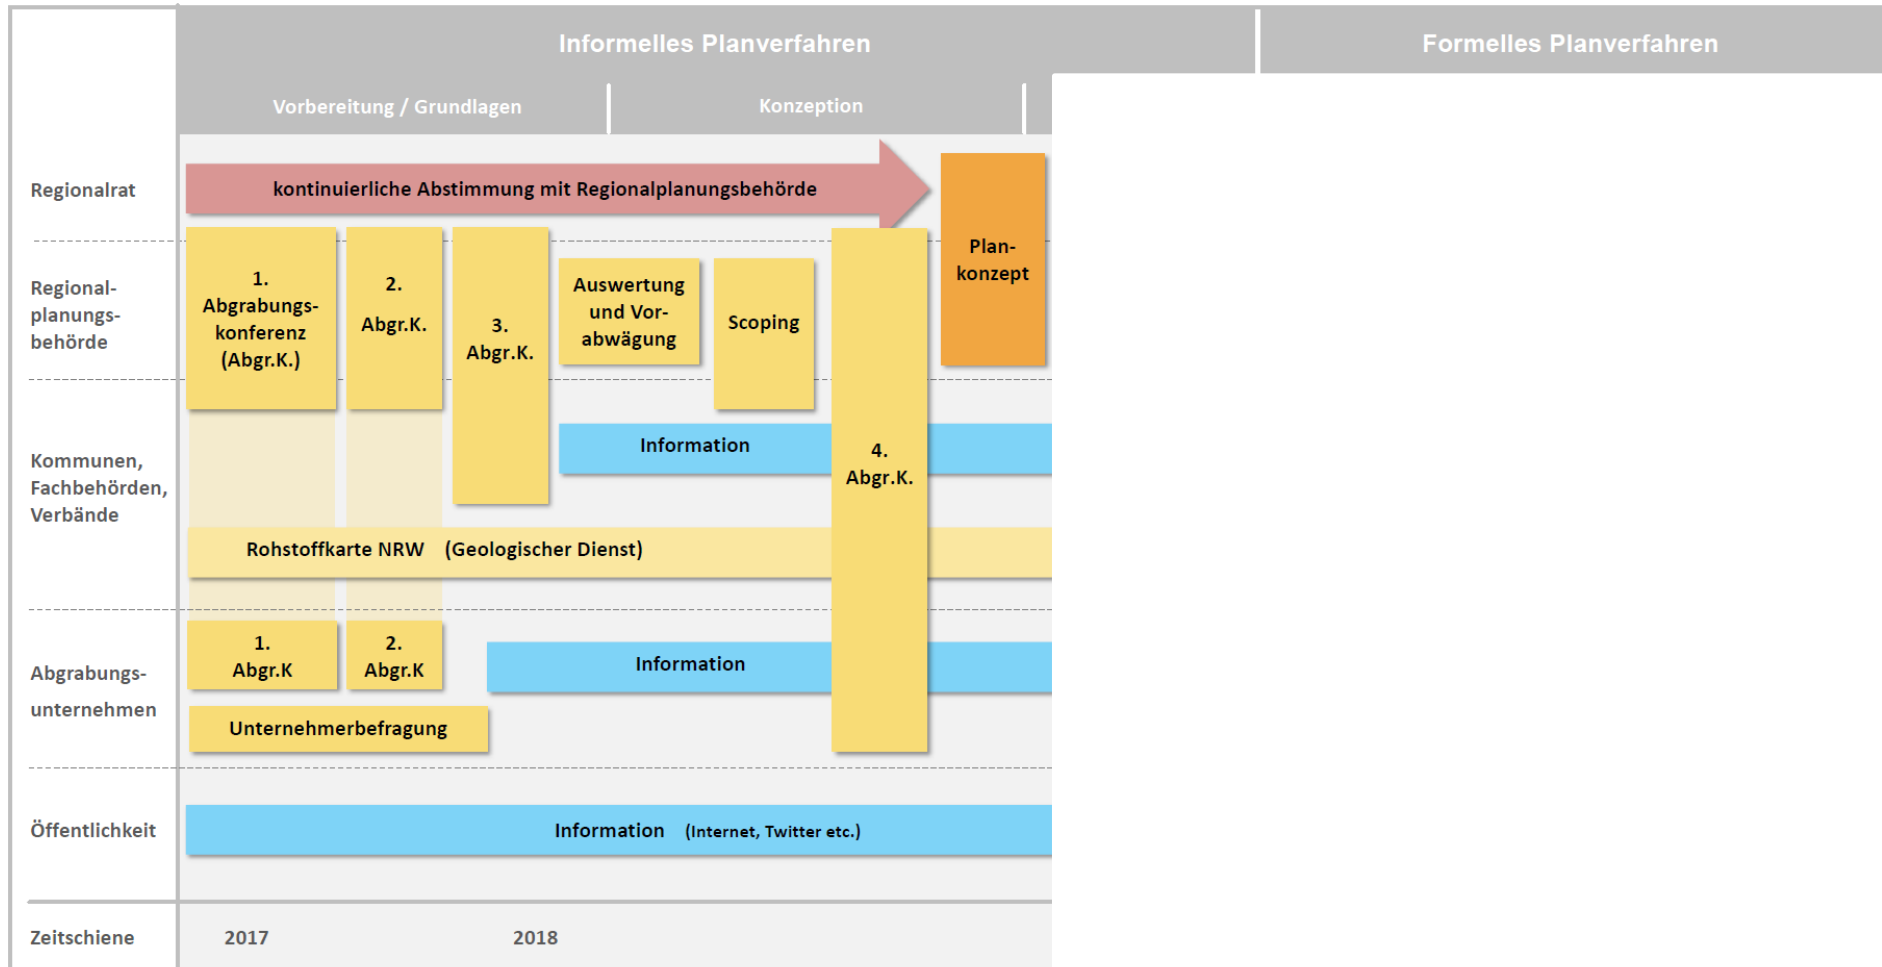 Informelles Planverfahren
Formelles Planverfahren
Vorbereitung / Grundlagen
Konzeption
Regionalrat
kontinuierliche Abstimmung mit Regionalplanungsbehörde
Plan-
konzept
Regional-
planungs-
behörde
1.
Abgrabungs-
konferenz
(Abgr.K.)
2.
Abgr.K.
3.
Abgr.K.
Auswertung
und Vor-
abwägung
Scoping
4.
Abgr.K.
Kommunen,
Fachbehörden,
Verbände
Information
Rohstoffkarte NRW (Geologischer Dienst)
Abgrabungs-
unternehmen
1.
Abgr.K
2.
Abgr.K
Information
Unternehmerbefragung
Öffentlichkeit
Information (Internet, Twitter etc.)
Zeitschiene
2017
2018